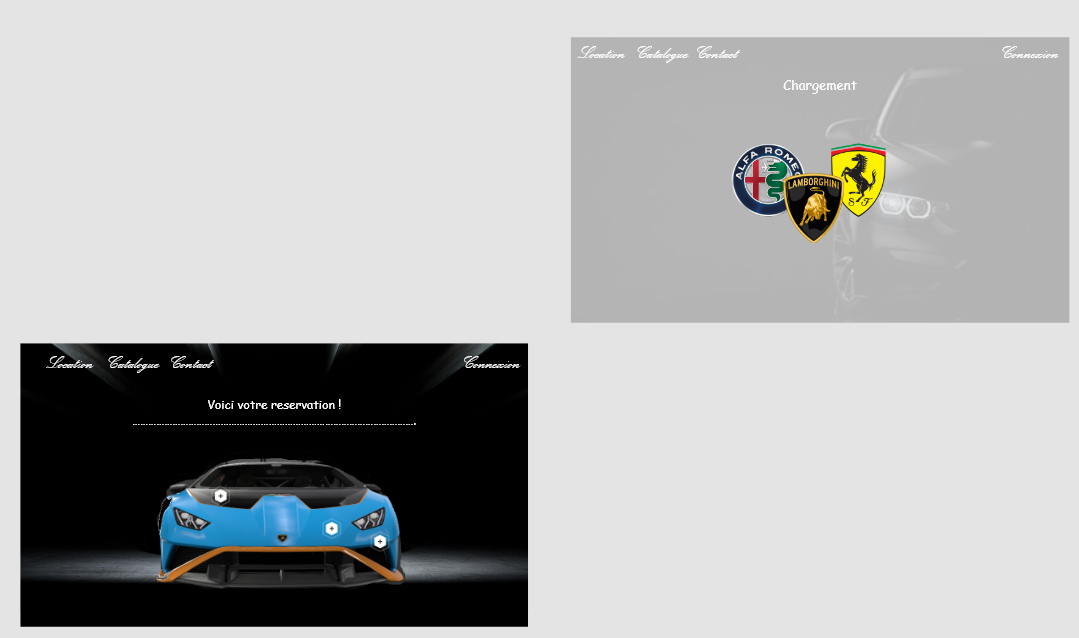 Location Catalogue Contact Connexion
Chargement
ALFA ROMEO
LAMBORGHINI
S F
Location Catalogue Contact Connexion
Voici votre reservation !